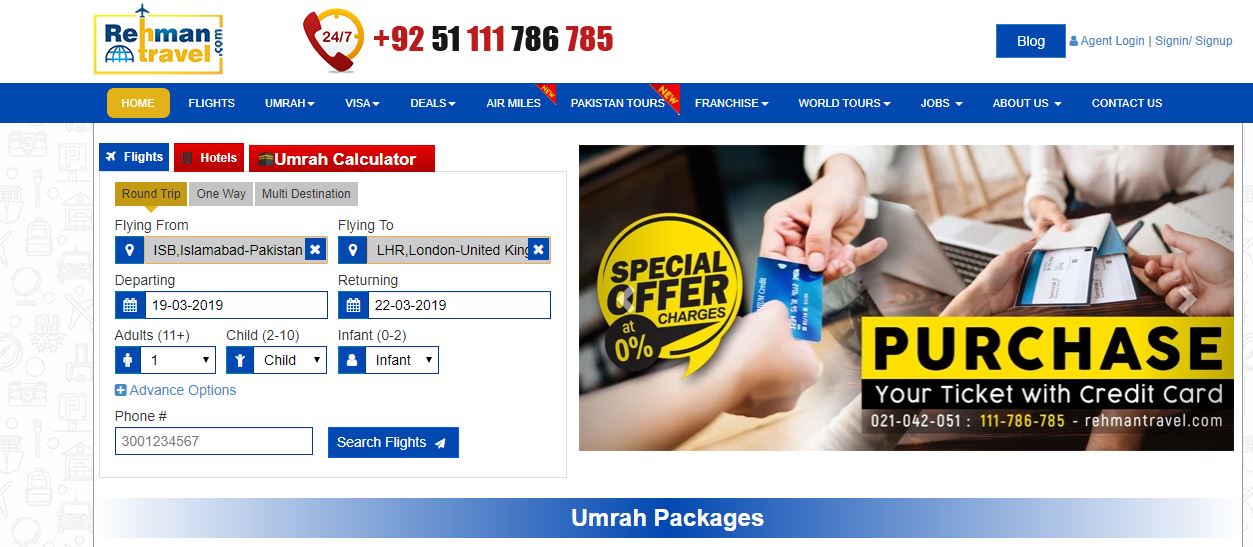 Rehman
travel.com
24/7
+92 51 111 786 785
Blog
Agent Login | Signin/ Signup
HOME
FLIGHTS
UMRAH
VISA
DEALS
AIR MILES
NEW
PAKISTAN TOURS
NEW
FRANCHISE
WORLD TOURS
JOBS
ABOUT US
CONTACT US
Flights
Hotels
Umrah Calculator
Round Trip
One Way
Multi Destination
Flying From
Flying To
ISB,Islamabad-Pakistan
LHR,London-United King
Departing
Returning
19-03-2019
22-03-2019
Adults (11+)
Child (2-10)
Infant (0-2)
1
Child
Infant
Advance Options
Phone #
3001234567
Search Flights
SPECIAL
OFFER
CHARGES
at
0%
PURCHASE
Your Ticket with Credit Card
021-042-051 : 111-786-785 - rehmantravel.com
Umrah Packages